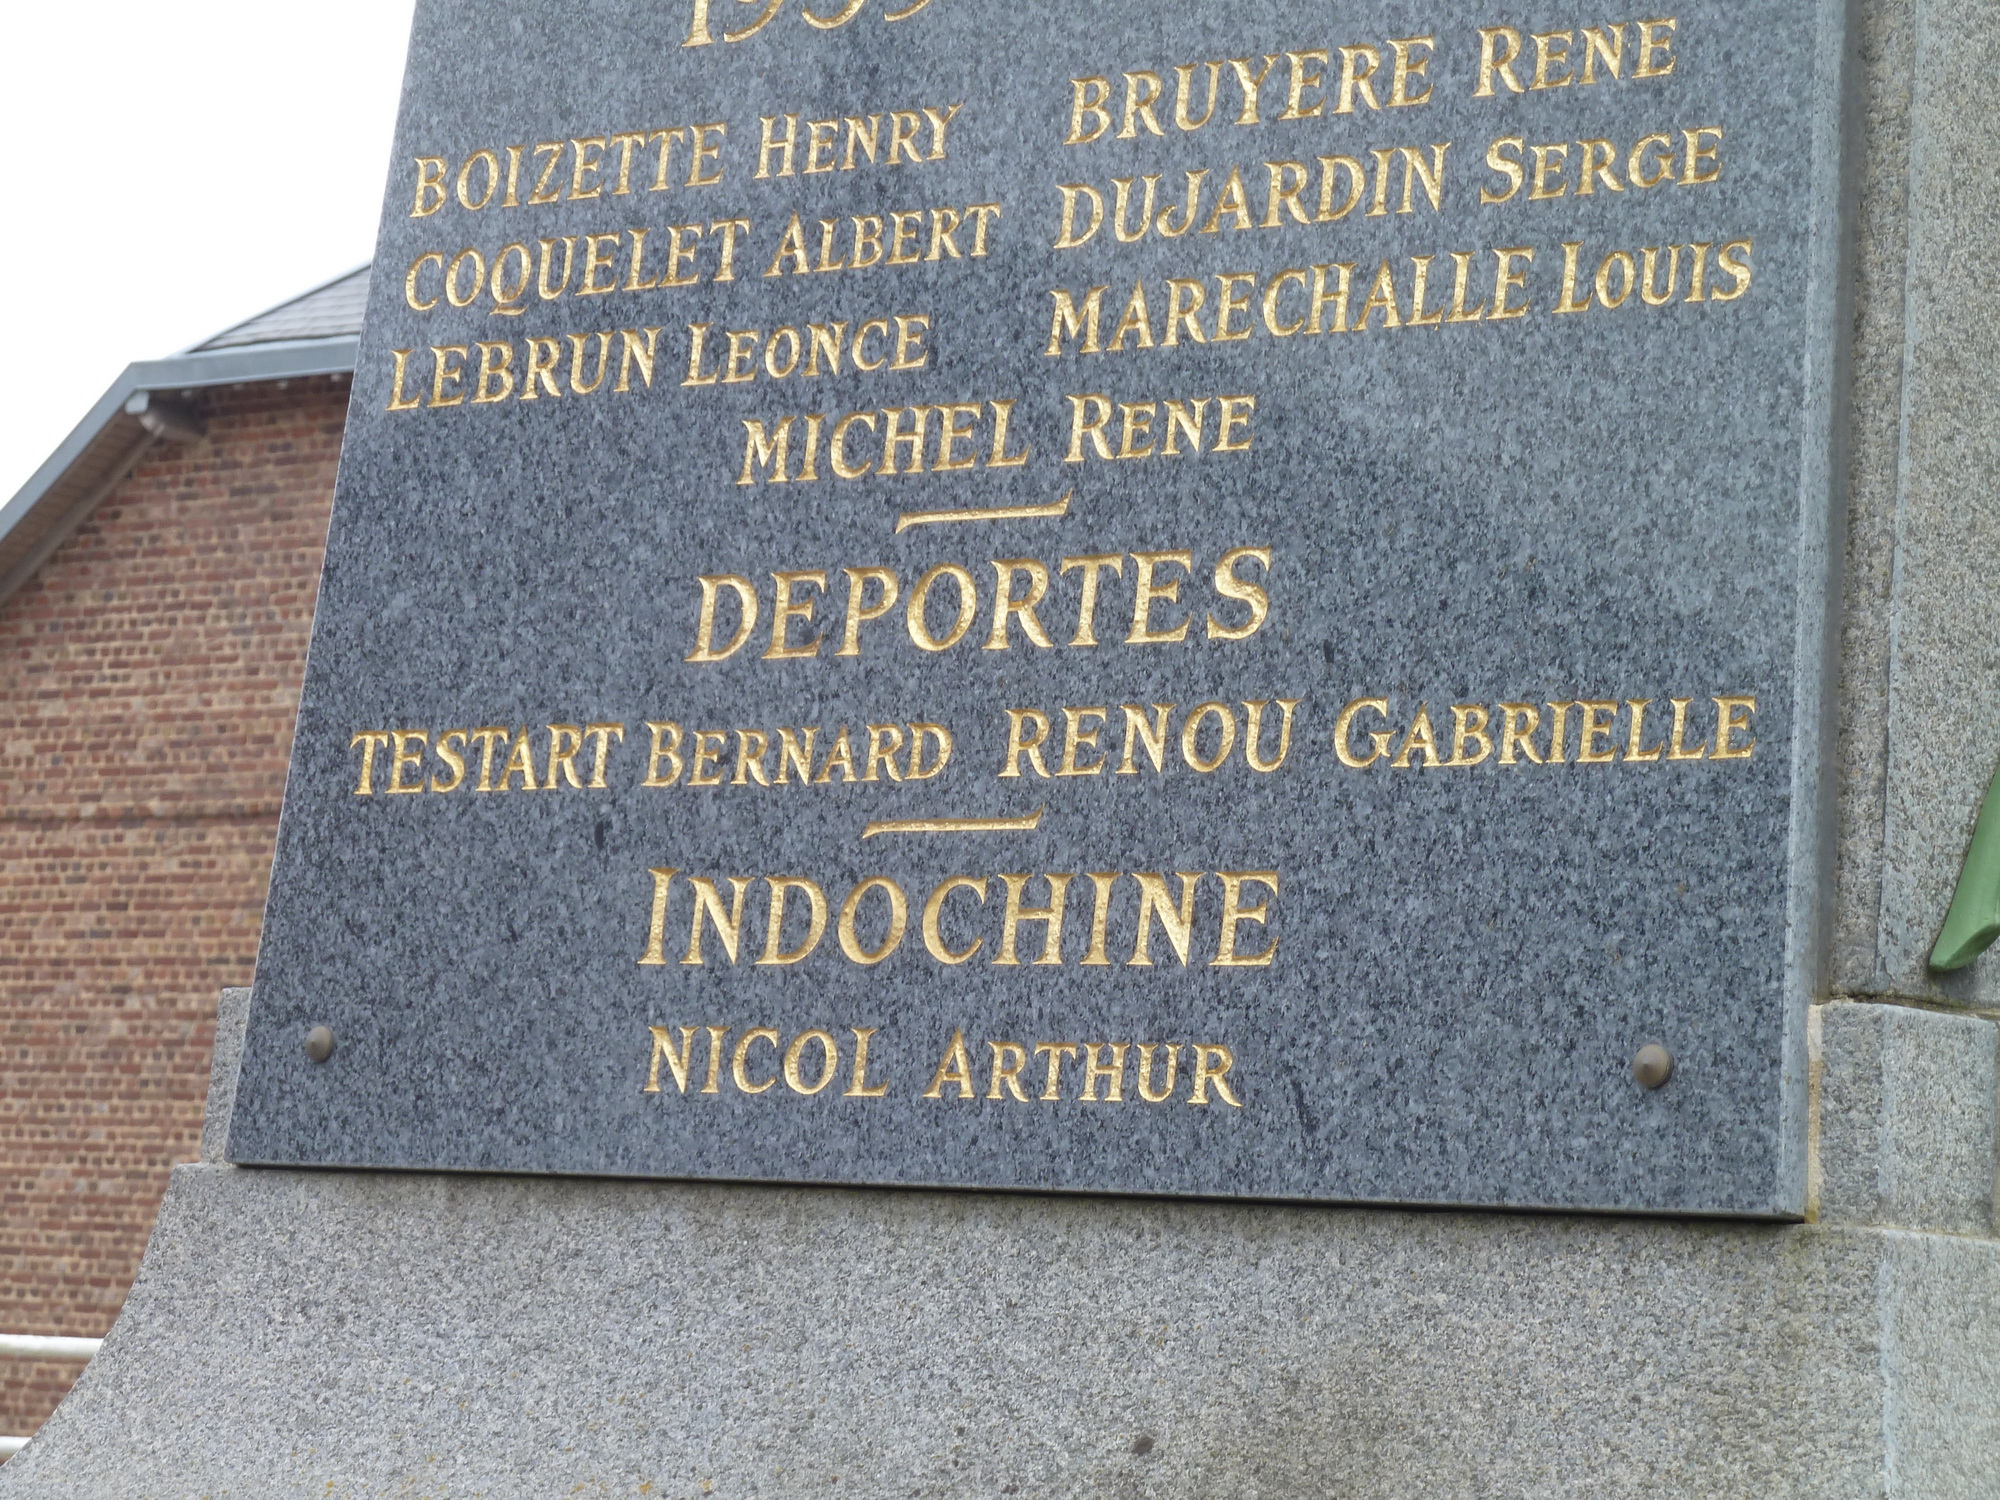 1939
BOIZETTE HENRY BRUYERE RENE
COQUELET ALBERT DUJARDIN SERGE
LEBRUN LEONCE MARECHALLE LOUIS
MICHEL RENE
DEPORTES
TESTART BERNARD RENOU GABRIELLE
INDOCHINE
NICOL ARTHUR